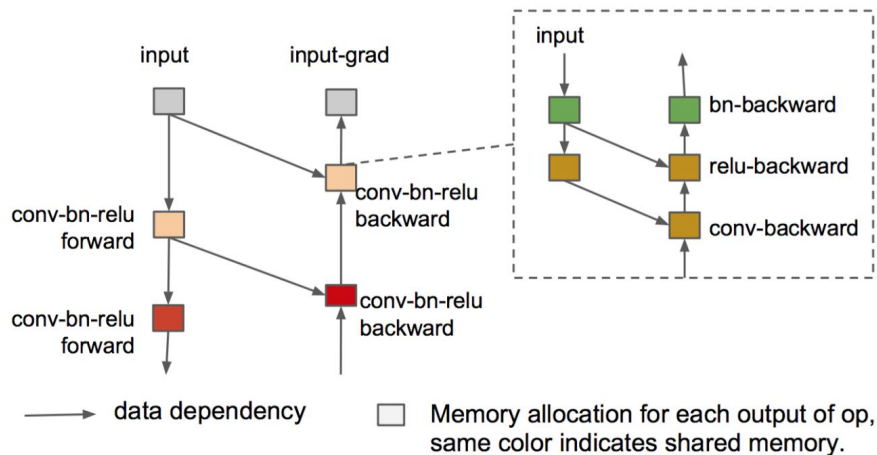 input
input-grad
conv-bn-relu
forward
conv-bn-relu
backward
conv-bn-relu
forward
conv-bn-relu
backward
input
bn-backward
relu-backward
conv-backward
data dependency
Memory allocation for each output of op,
same color indicates shared memory.